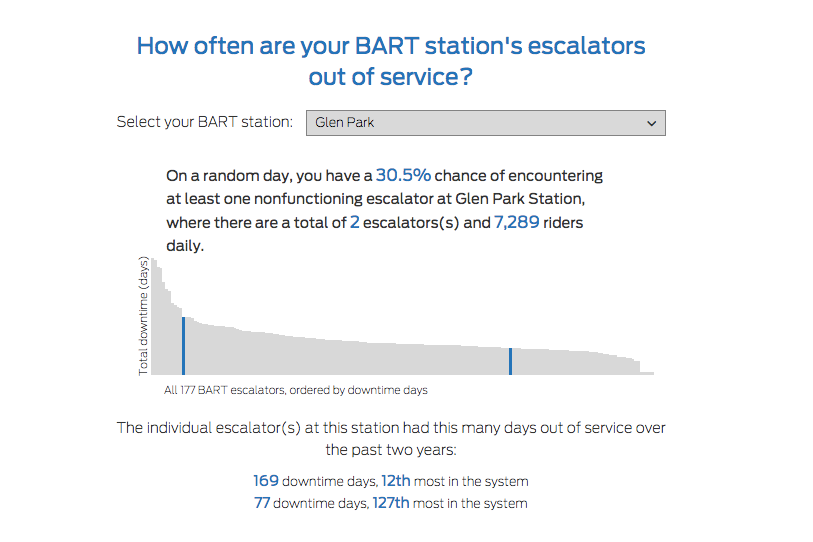 How often are your BART station's escalators
out of service?
Select your BART station:
Glen Park
On a random day, you have a 30.5% chance of encountering
at least one nonfunctioning escalator at Glen Park Station,
where there are a total of 2 escalators(s) and 7,289 riders
daily.
Total downtime (days)
All 177 BART escalators, ordered by downtime days
The individual escalator(s) at this station had this many days out of service over
the past two years:
169 downtime days, 12th most in the system
77 downtime days, 127th most in the system